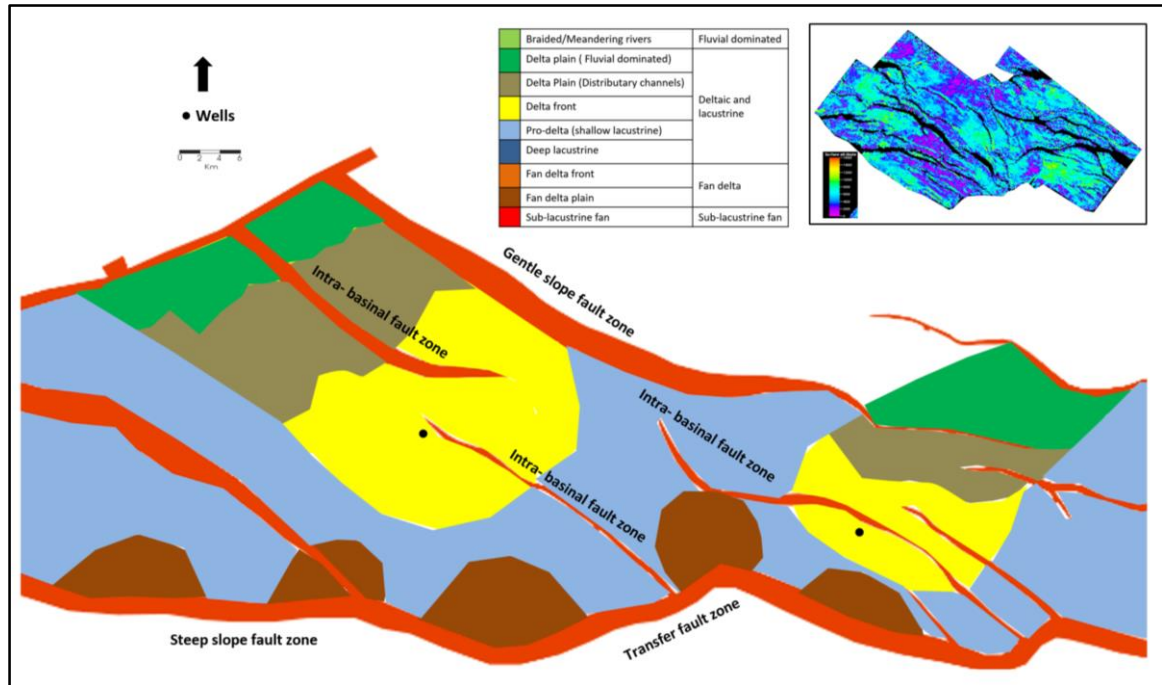 Wells
0 2 4 6
Km
Braided/Meandering rivers Fluvial dominated
Delta plain ( Fluvial dominated)
Delta Plain (Distributary channels)
Delta front
Deltaic and
lacustrine
Pro-delta (shallow lacustrine)
Deep lacustrine
Fan delta front
Fan delta plain
Fan delta
Sub-lacustrine fan Sub-lacustrine fan
Gentle slope fault zone
Intra- basinal fault zone
Intra- basinal fault zone
Intra- basinal fault zone
Steep slope fault zone
Transfer fault zone